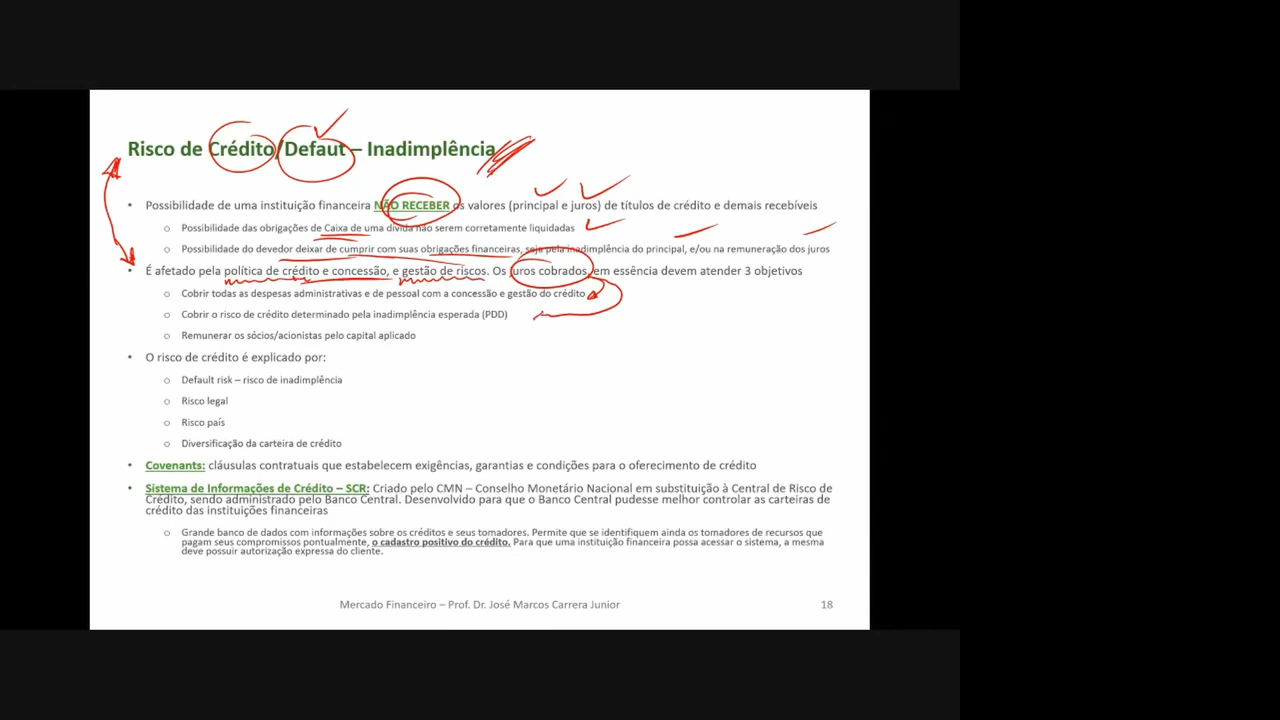 Risco de Crédito/Defaut – Inadimplência
• Possibilidade de uma instituição financeira NÃO RECEBER os valores (principal e juros) de títulos de crédito e demais recebíveis
o Possibilidade das obrigações de Caixa de uma dívida não serem corretamente liquidadas
o Possibilidade do devedor deixar de cumprir com suas obrigações financeiras, seja pela inadimplência do principal, e/ou na remuneração dos juros
• É afetado pela política de crédito e concessão, e gestão de riscos. Os juros cobrados, em essência devem atender 3 objetivos
o Cobrir todas as despesas administrativas e de pessoal com a concessão e gestão do crédito
o Cobrir o risco de crédito determinado pela inadimplência esperada (PDD)
o Remunerar os sócios/acionistas pelo capital aplicado
• O risco de crédito é explicado por:
o Default risk – risco de inadimplência
o Risco legal
o Risco país
o Diversificação da carteira de crédito
• Covenants: cláusulas contratuais que estabelecem exigências, garantias e condições para o oferecimento de crédito
• Sistema de Informações de Crédito – SCR: Criado pelo CMN – Conselho Monetário Nacional em substituição à Central de Risco de
Crédito, sendo administrado pelo Banco Central. Desenvolvido para que o Banco Central pudesse melhor controlar as carteiras de
crédito das instituições financeiras
o Grande banco de dados com informações sobre os créditos e seus tomadores. Permite que se identifiquem ainda os tomadores de recursos que
pagam seus compromissos pontualmente, o cadastro positivo do crédito. Para que uma instituição financeira possa acessar o sistema, a mesma
deve possuir autorização expressa do cliente.
Mercado Financeiro – Prof. Dr. José Marcos Carrera Junior
18